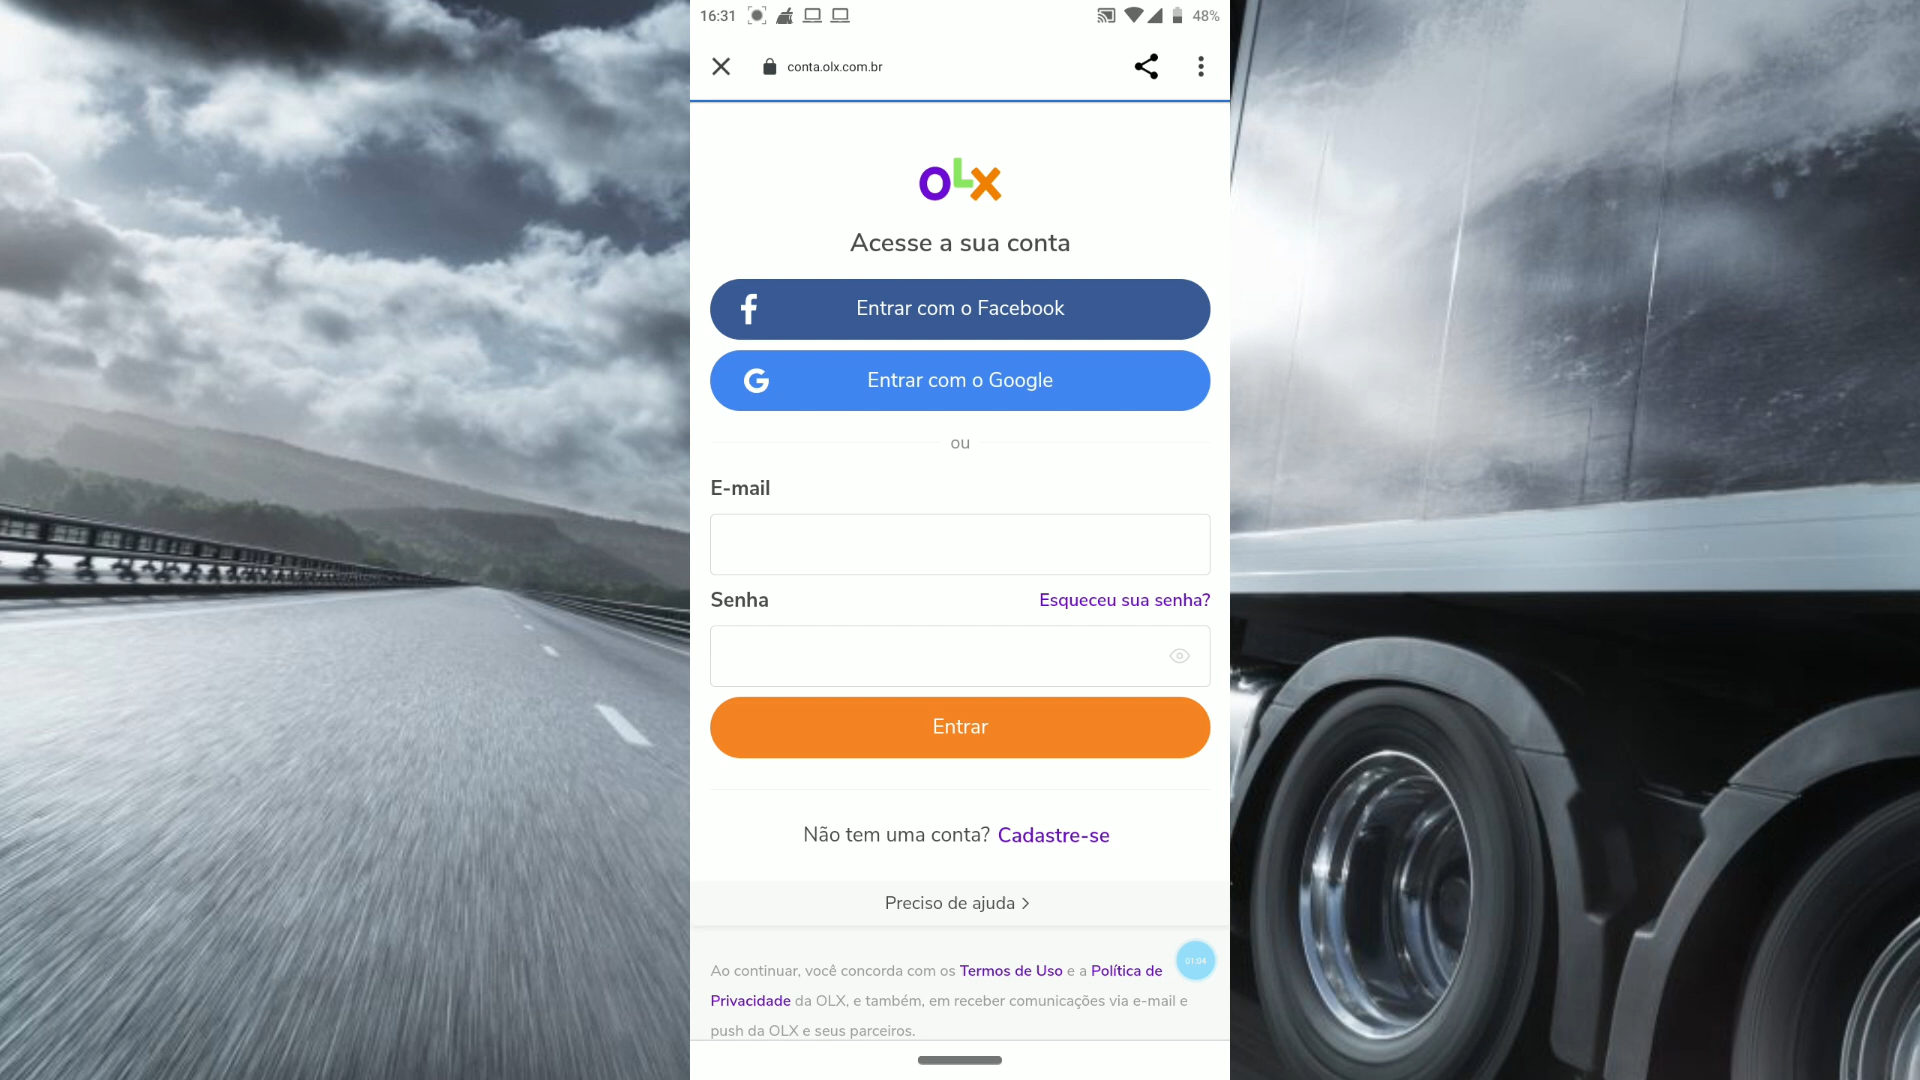 16:31
48%
conta.olx.com.br
OLX
Acesse a sua conta
Entrar com o Facebook
Entrar com o Google
ou
E-mail
Senha
Esqueceu sua senha?
Entrar
Não tem uma conta? Cadastre-se
Preciso de ajuda
01:04
Ao continuar, você concorda com os Termos de Uso e a Política de
Privacidade da OLX, e também, em receber comunicações via e-mail e
push da OLX e seus parceiros.